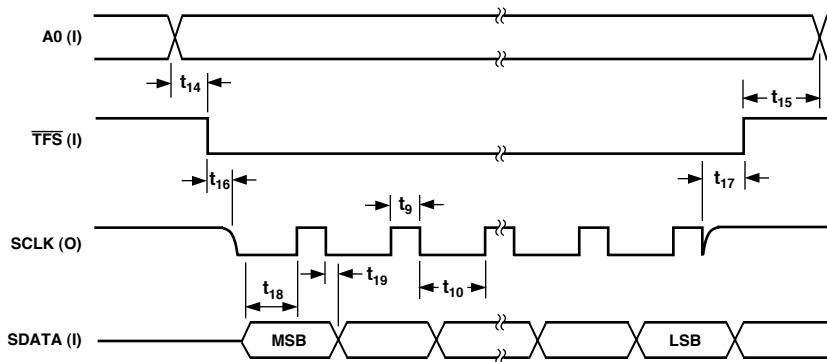 A0 (I)
t14
t15
TFS (I)
t16
t17
t9
SCLK (O)
t18
t19
t10
SDATA (I)
MSB
LSB